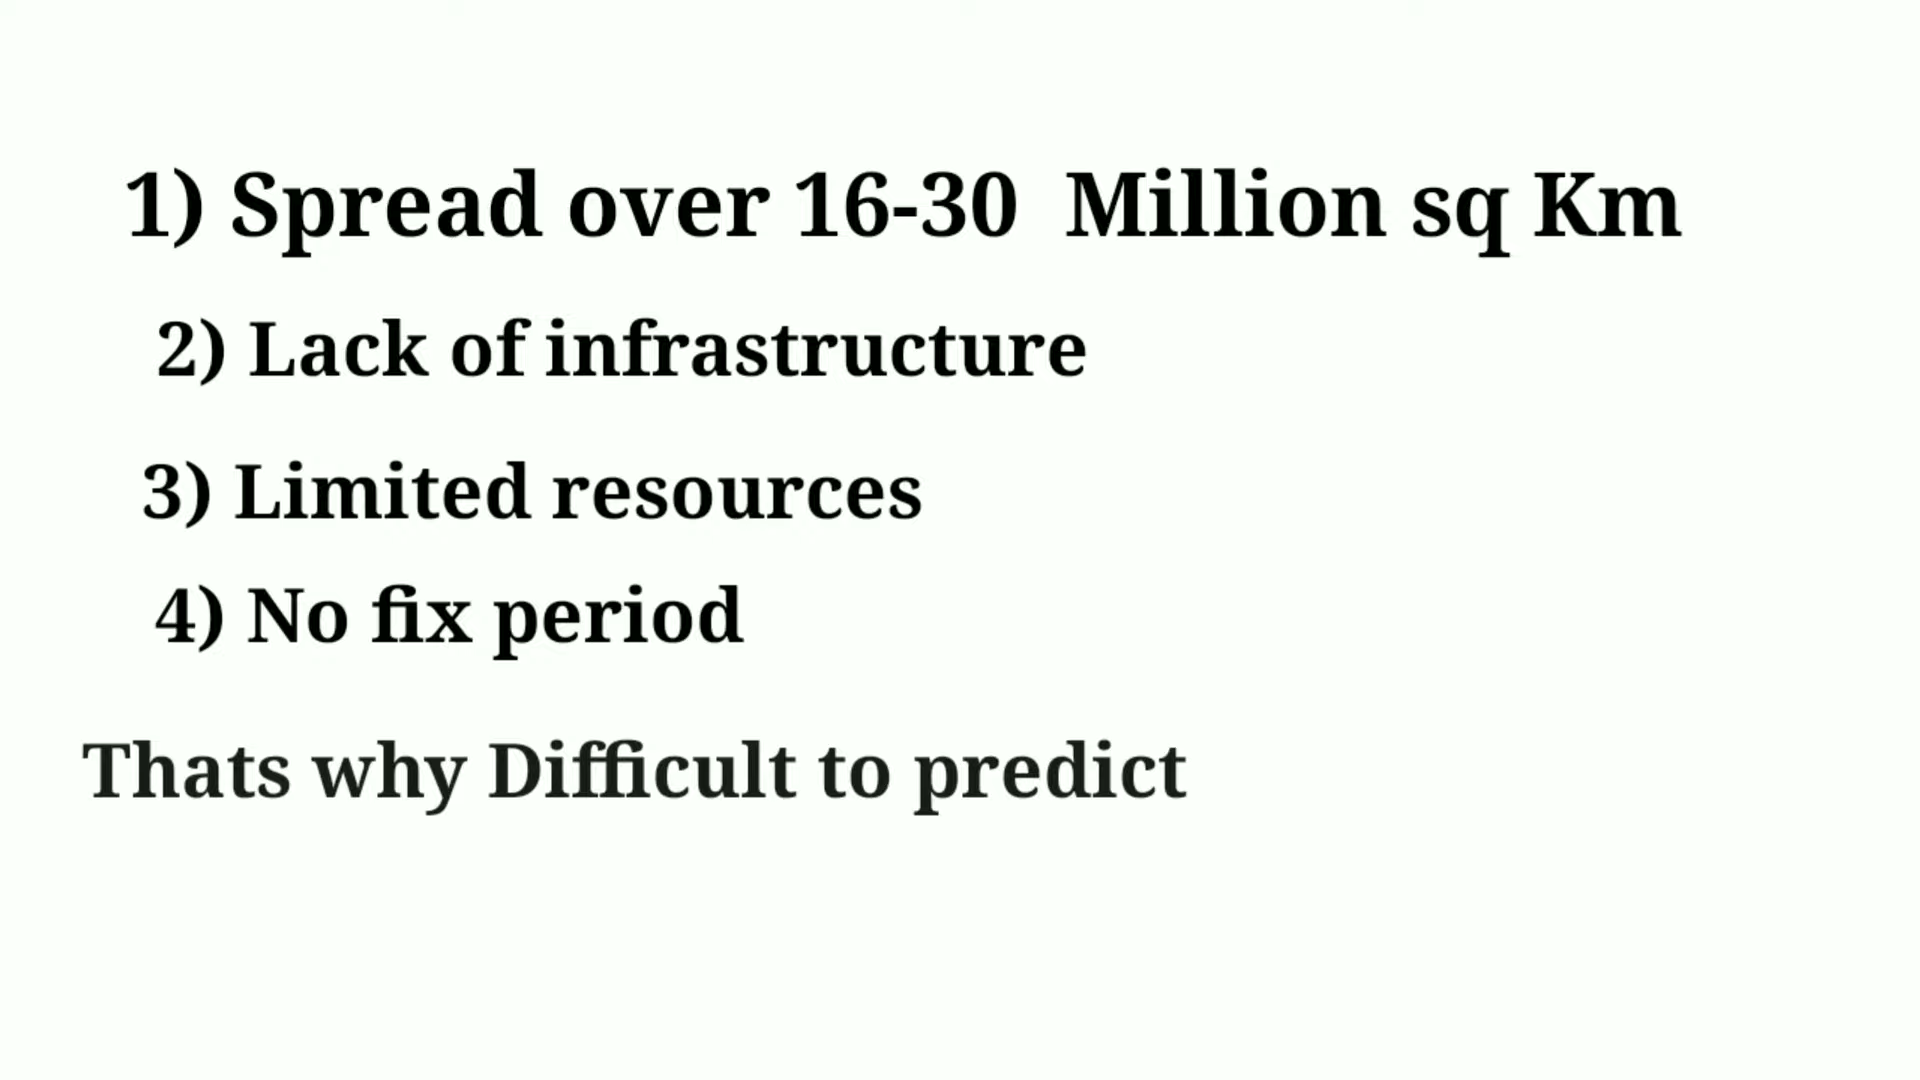 1) Spread over 16-30 Million sq Km
2) Lack of infrastructure
3) Limited resources
4) No fix period
Thats why Difficult to predict